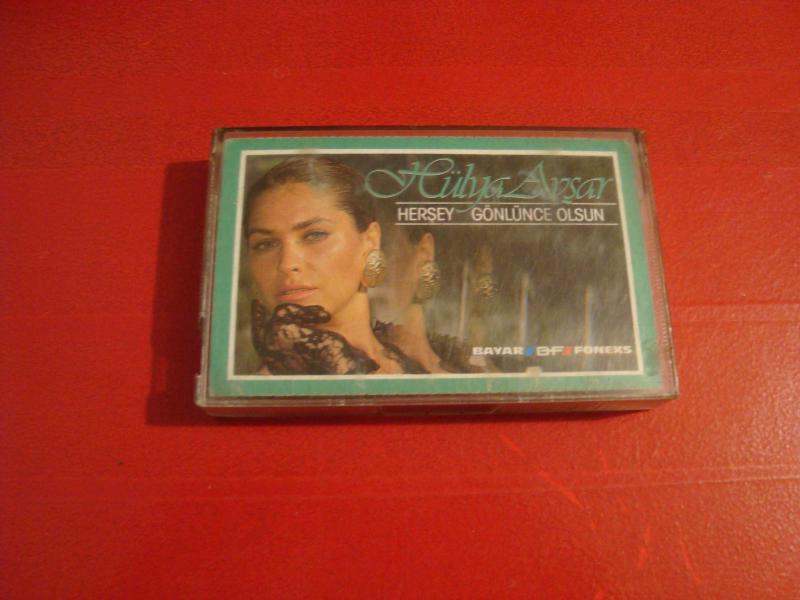 Hülya Avşar
HERŞEY GÖNLÜNCE OLSUN
BAYAR BF FONEKS